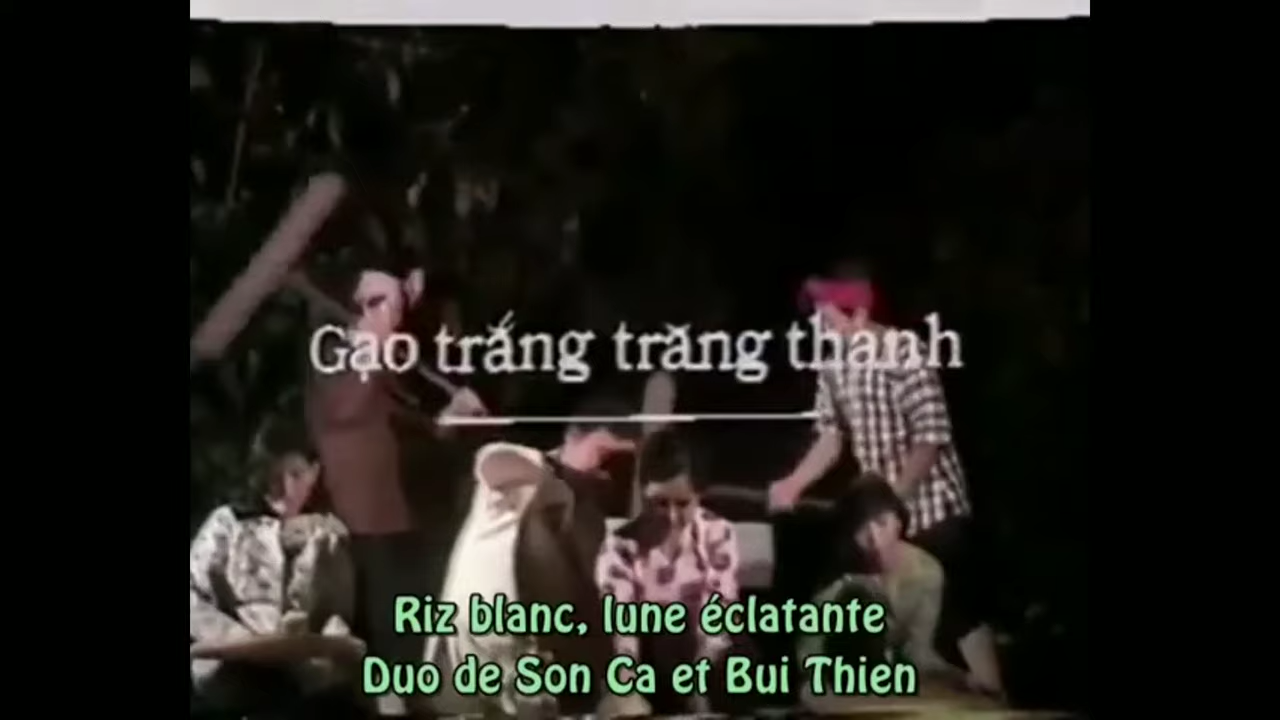 Gạo trắng trăng thanh
Riz blanc, lune éclatante
Duo de Son Ca et Bui Thien